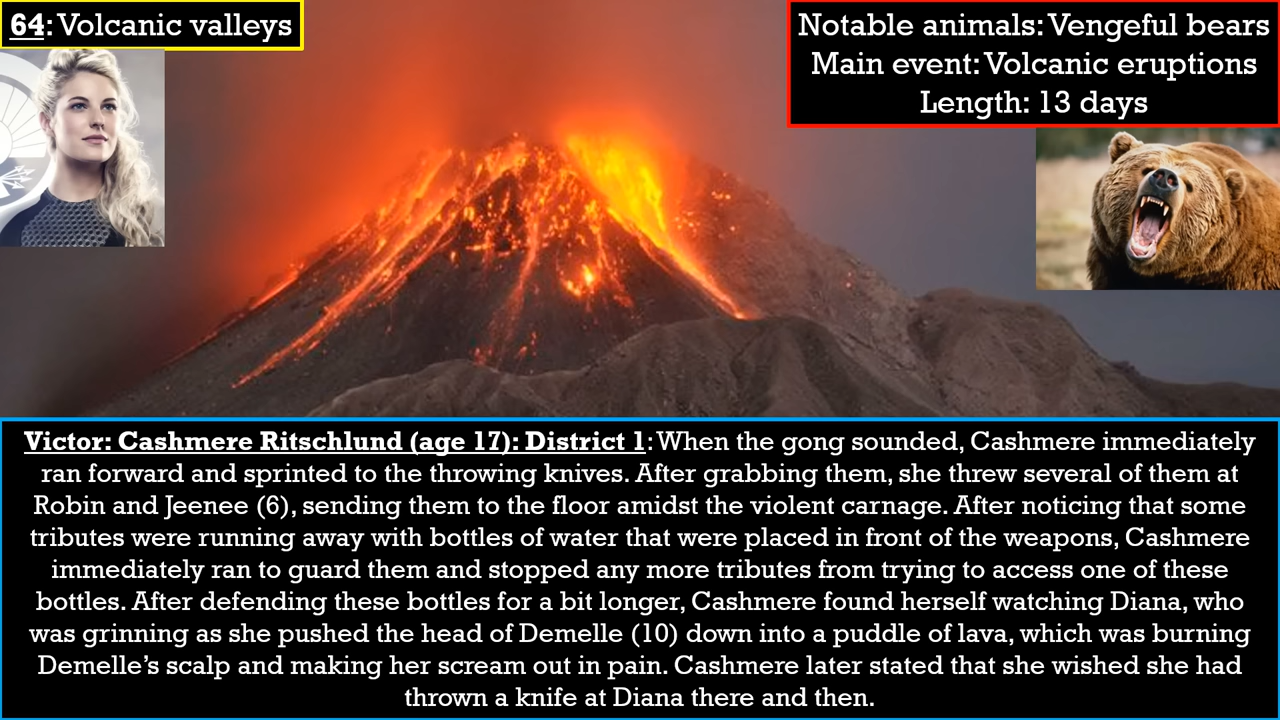 64: Volcanic valleys
Notable animals: Vengeful bears
Main event: Volcanic eruptions
Length: 13 days
Victor: Cashmere Ritschlund (age 17): District 1: When the gong sounded, Cashmere immediately
ran forward and sprinted to the throwing knives. After grabbing them, she threw several of them at
Robin and Jeenee (6), sending them to the floor amidst the violent carnage. After noticing that some
tributes were running away with bottles of water that were placed in front of the weapons, Cashmere
immediately ran to guard them and stopped any more tributes from trying to access one of these
bottles. After defending these bottles for a bit longer, Cashmere found herself watching Diana, who
was grinning as she pushed the head of Demelle (10) down into a puddle of lava, which was burning
Demelle's scalp and making her scream out in pain. Cashmere later stated that she wished she had
thrown a knife at Diana there and then.